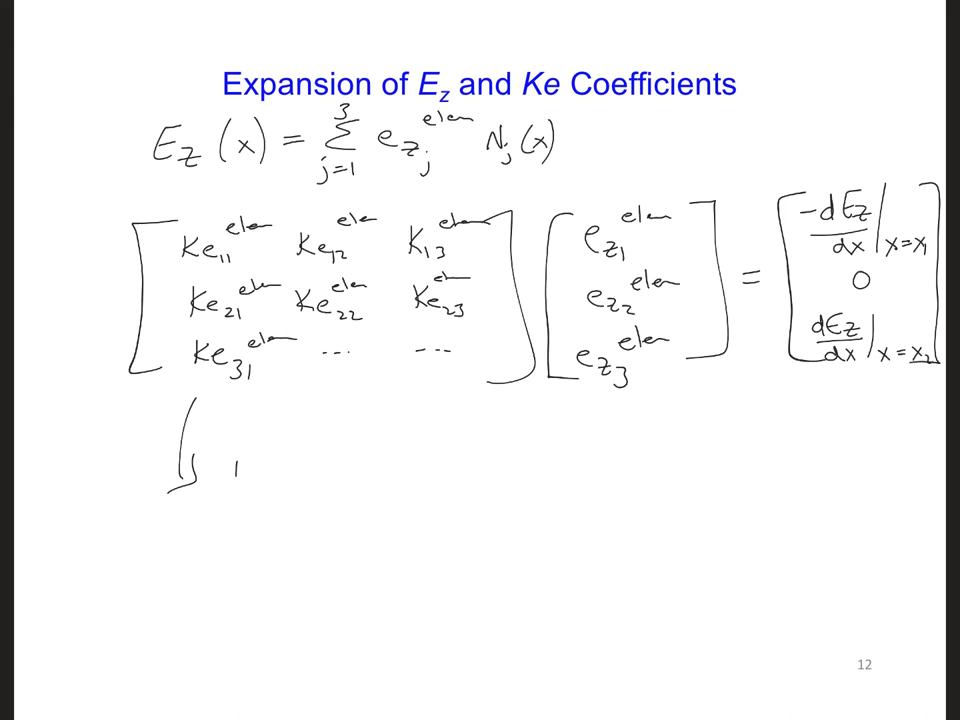 Expansion of Ez and Ke Coefficients
Ez (x) = 3 Σ j=1 ezj elem Nj (x)
[ Ke11 elem Ke12 elem K13 elem ] [ ez1 elem ] = [ -dEz/dx | x=x1 ]
[ Ke21 elem Ke22 elem Ke23 elem ] [ ez2 elem ] [ 0 ]
[ Ke31 elem ... ... ] [ ez3 elem ] [ dEz/dx | x=x2 ]
12